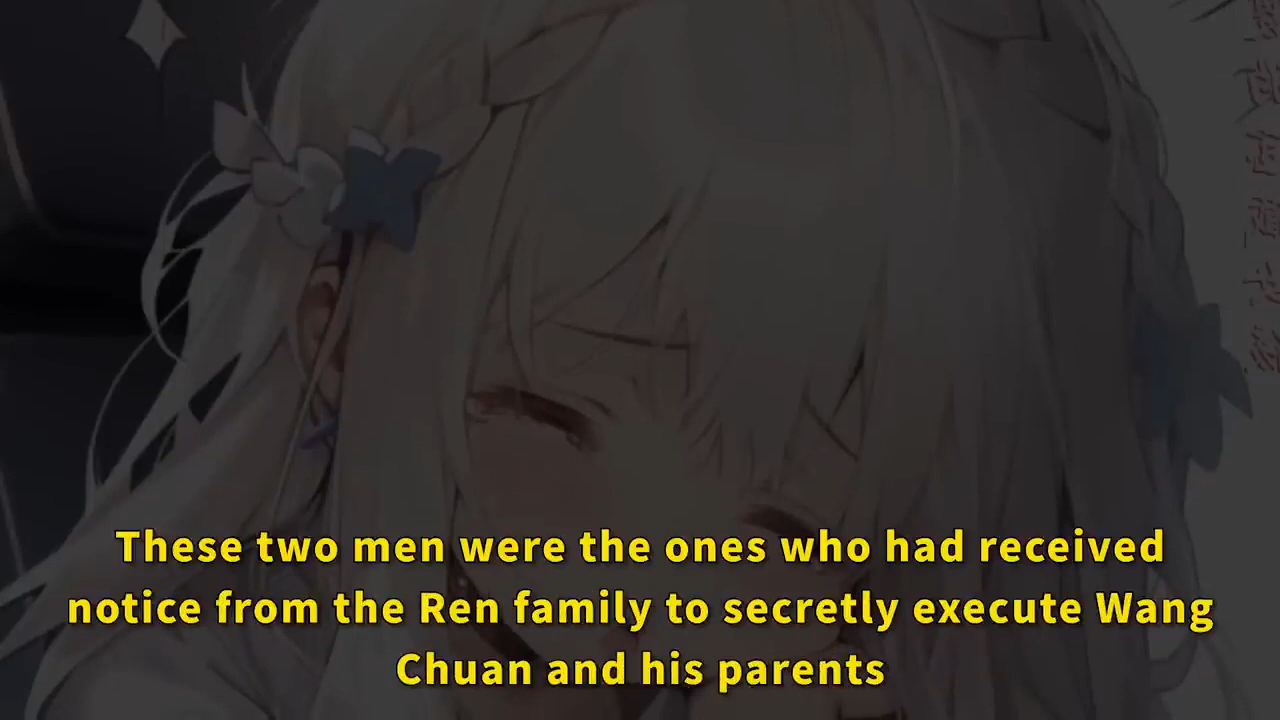 These two men were the ones who had received
notice from the Ren family to secretly execute Wang
Chuan and his parents